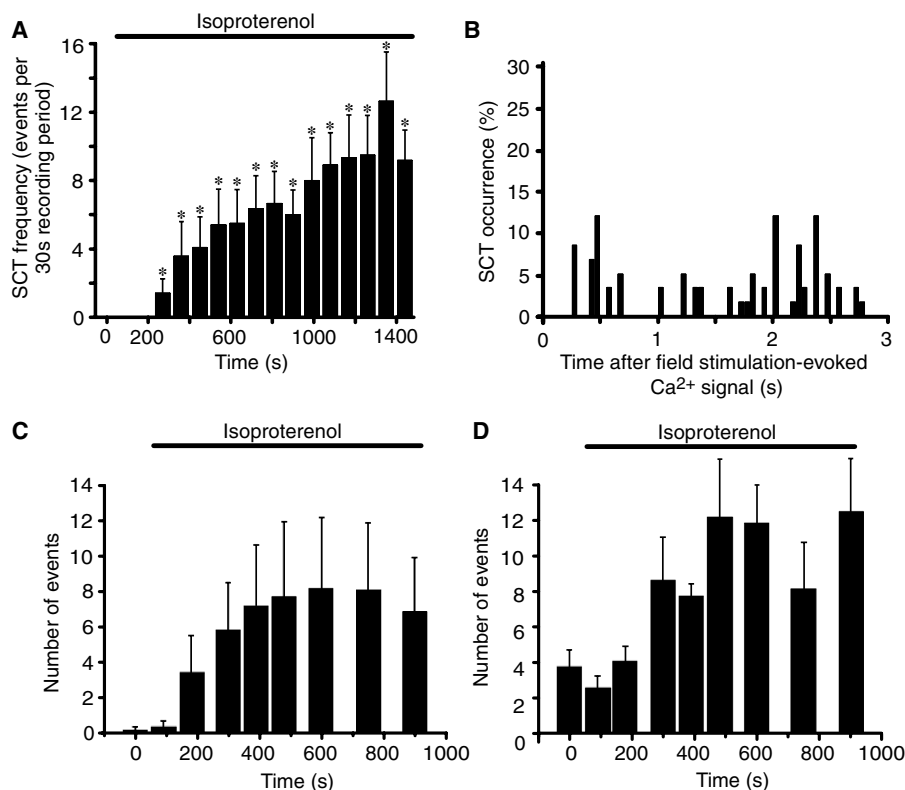 A
Isoproterenol
SCT frequency (events per
30s recording period)
16
12
8
4
0
* * * * * * * * * * * * * *
0 200 600 1000 1400
Time (s)
B
SCT occurrence (%)
30
25
20
15
10
5
0
0 1 2 3
Time after field stimulation-evoked
Ca2+ signal (s)
C
Isoproterenol
Number of events
14
12
10
8
6
4
2
0
0 200 400 600 800 1000
Time (s)
D
Isoproterenol
Number of events
14
12
10
8
6
4
2
0
0 200 400 600 800 1000
Time (s)